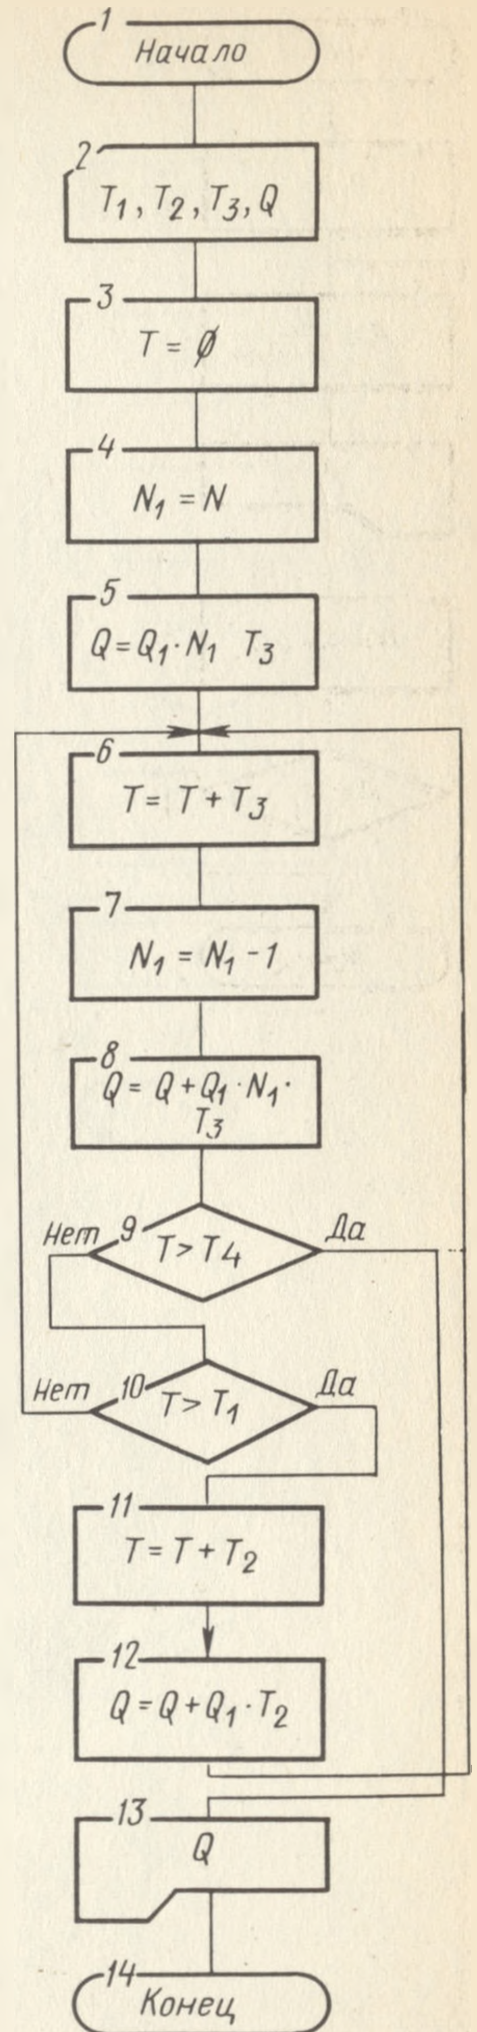 1
Начало
2
T₁, T₂, T₃, Q
3
T = Ø
4
N₁ = N
5
Q = Q₁ · N₁ T₃
6
T = T + T₃
7
N₁ = N₁ - 1
8
Q = Q + Q₁ · N₁ ·
T₃
Нет 9 T > T₄ Да
Нет 10 T > T₁ Да
11
T = T + T₂
12
Q = Q + Q₁ · T₂
13
Q
14
Конец